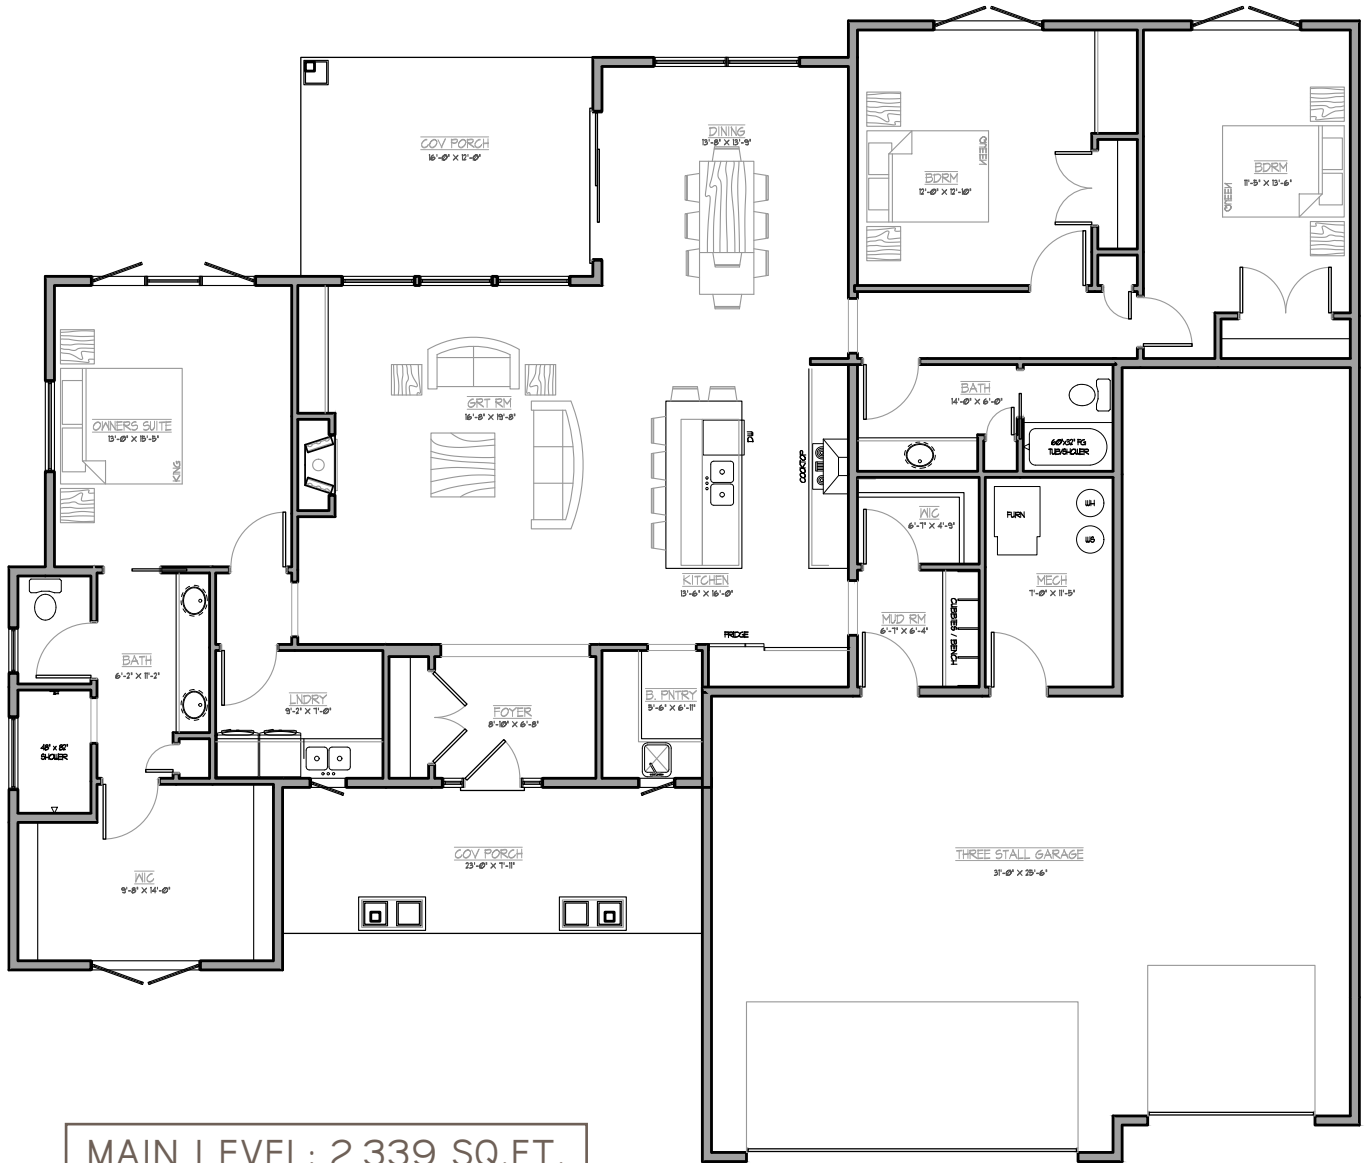 COV PORCH
16'-0" X 12'-0"
DINING
13'-8" X 13'-9"
BDRM
12'-0" X 12'-10"
QUEEN
BDRM
11'-5" X 13'-6"
QUEEN
OWNERS SUITE
13'-0" X 15'-5"
KING
GRT RM
16'-8" X 19'-8"
DW
COOKTOP
KITCHEN
13'-6" X 16'-0"
BATH
14'-0" X 6'-0"
60"x32" FG
TUB/SHOWER
WIC
6'-7" X 4'-9"
FURN
WH
WS
MECH
7'-0" X 11'-5"
MUD RM
6'-7" X 6'-4"
CUBBIES / BENCH
FRIDGE
BATH
6'-2" X 11'-2"
LNDRY
9'-2" X 7'-0"
FOYER
8'-10" X 6'-8"
B. PNTRY
5'-6" X 6'-11"
48" x 82"
SHOWER
WIC
9'-8" X 14'-0"
COV PORCH
23'-0" X 7'-11"
THREE STALL GARAGE
31'-0" X 25'-6"
MAIN LEVEL: 2,339 SQ.FT.